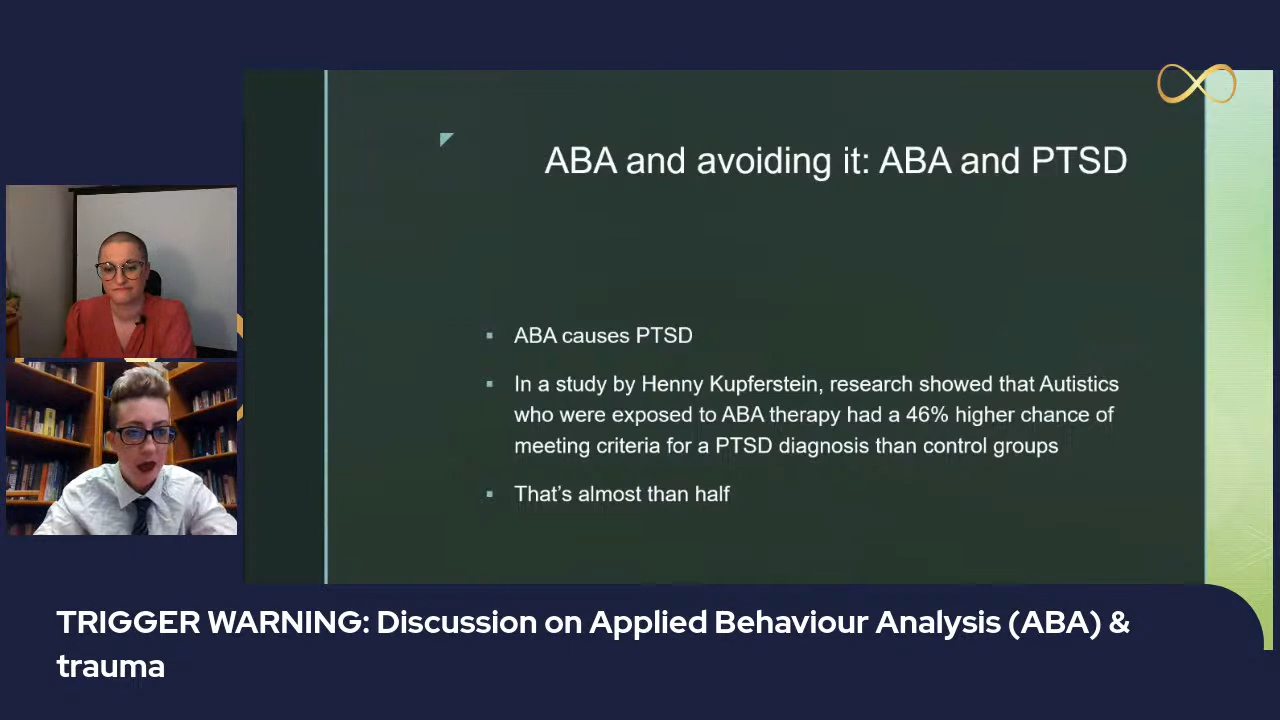 ABA and avoiding it: ABA and PTSD
ABA causes PTSD
In a study by Henny Kupferstein, research showed that Autistics
who were exposed to ABA therapy had a 46% higher chance of
meeting criteria for a PTSD diagnosis than control groups
That's almost than half
TRIGGER WARNING: Discussion on Applied Behaviour Analysis (ABA) &
trauma